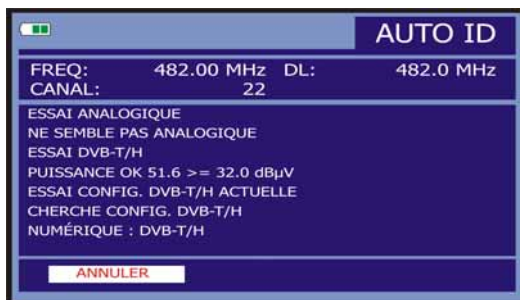 AUTO ID
FREQ: 482.00 MHz DL: 482.0 MHz
CANAL: 22
ESSAI ANALOGIQUE
NE SEMBLE PAS ANALOGIQUE
ESSAI DVB-T/H
PUISSANCE OK 51.6 >= 32.0 dBµV
ESSAI CONFIG. DVB-T/H ACTUELLE
CHERCHE CONFIG. DVB-T/H
NUMÉRIQUE : DVB-T/H
ANNULER